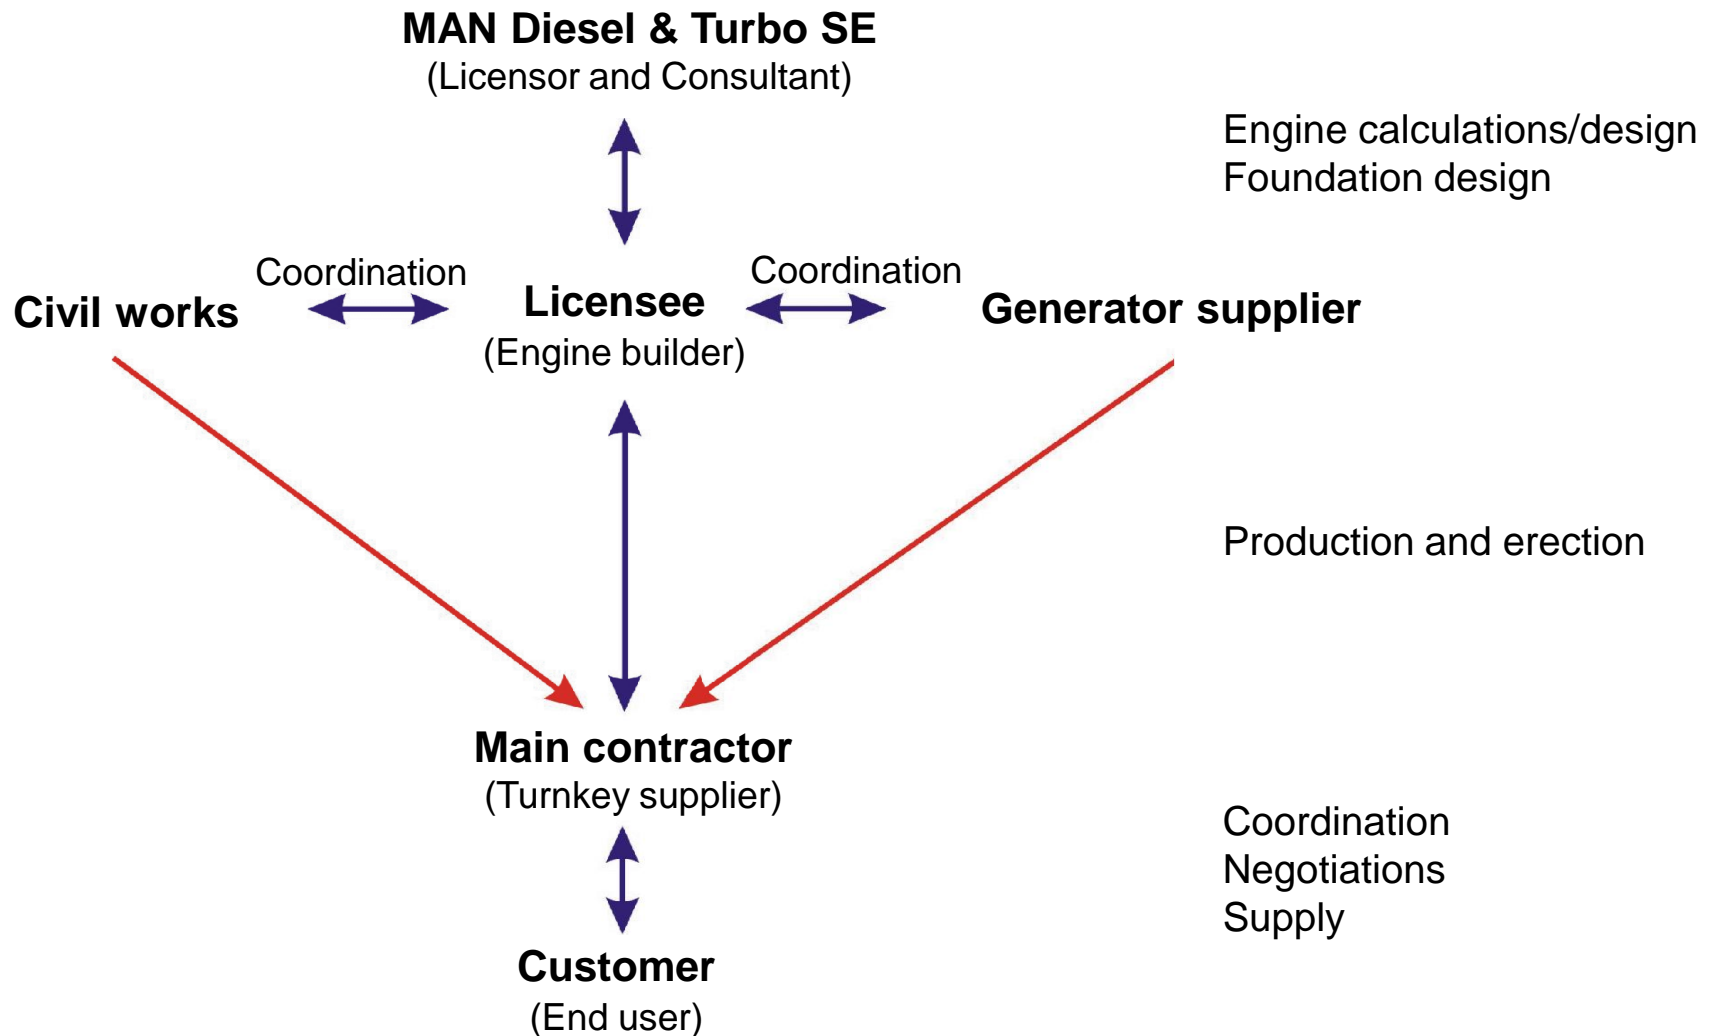 MAN Diesel & Turbo SE
(Licensor and Consultant)
Engine calculations/design
Foundation design
Coordination
Coordination
Civil works
Licensee
(Engine builder)
Generator supplier
Production and erection
Main contractor
(Turnkey supplier)
Coordination
Negotiations
Supply
Customer
(End user)